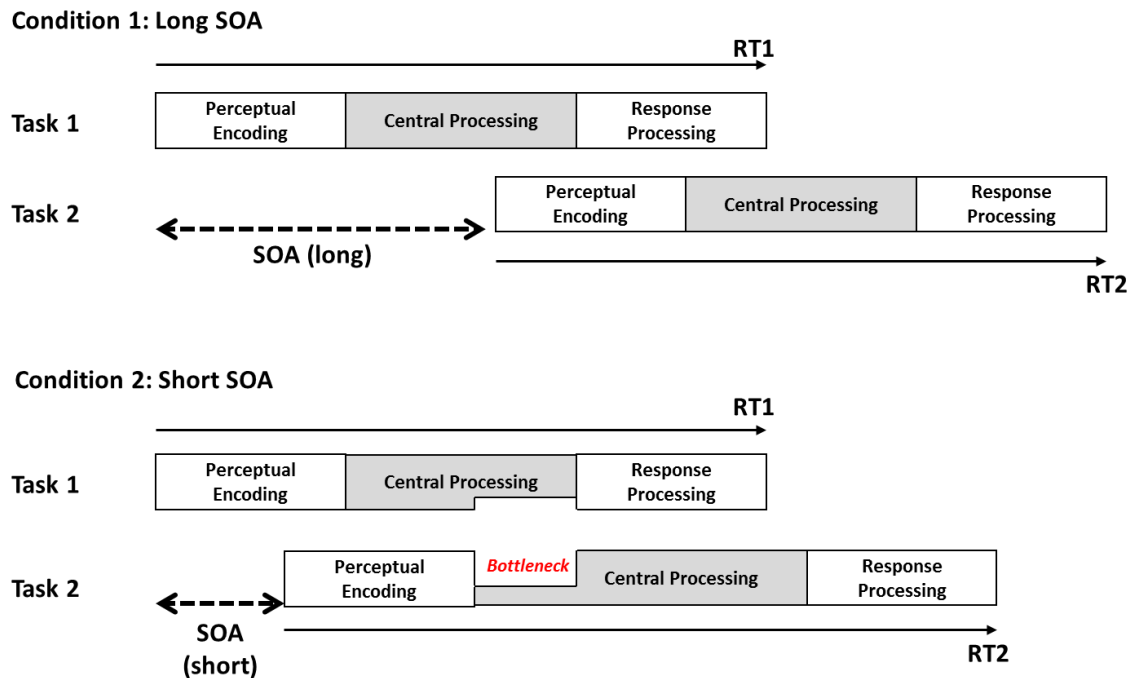 Condition 1: Long SOA
RT1
Task 1
Perceptual
Encoding
Central Processing
Response
Processing
Task 2
Perceptual
Encoding
Central Processing
Response
Processing
SOA (long)
RT2
Condition 2: Short SOA
RT1
Task 1
Perceptual
Encoding
Central Processing
Response
Processing
Task 2
Perceptual
Encoding
Bottleneck
Central Processing
Response
Processing
SOA
(short)
RT2